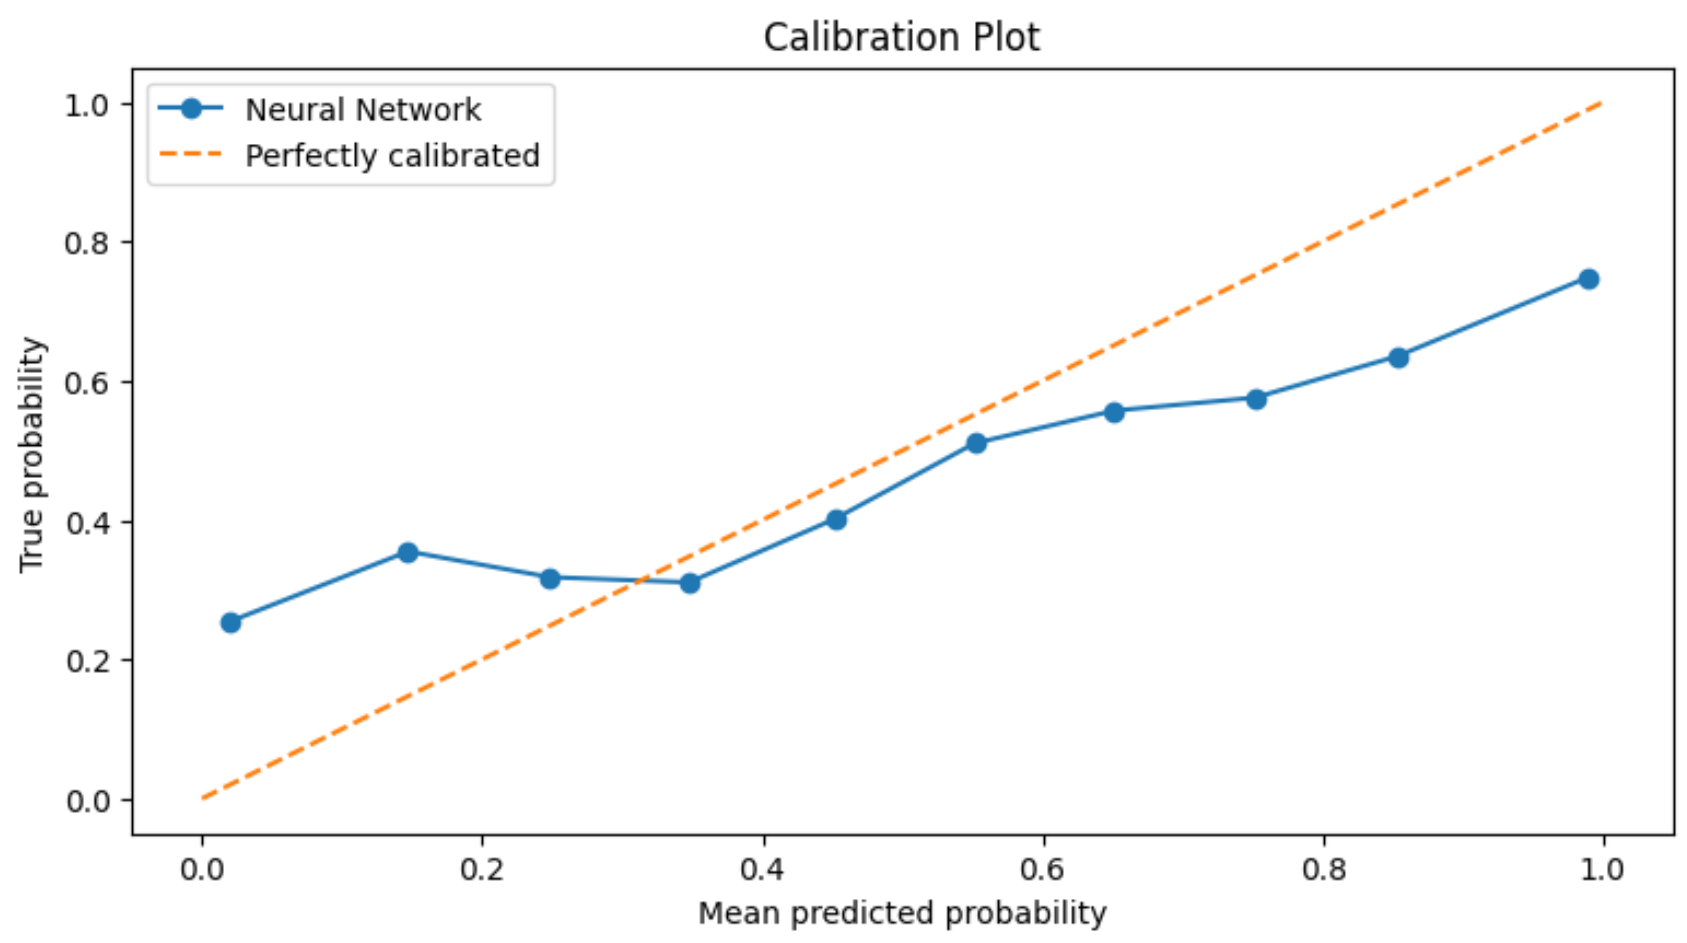 Calibration Plot
Neural Network
Perfectly calibrated
1.0
0.8
0.6
0.4
0.2
0.0
True probability
0.0 0.2 0.4 0.6 0.8 1.0
Mean predicted probability